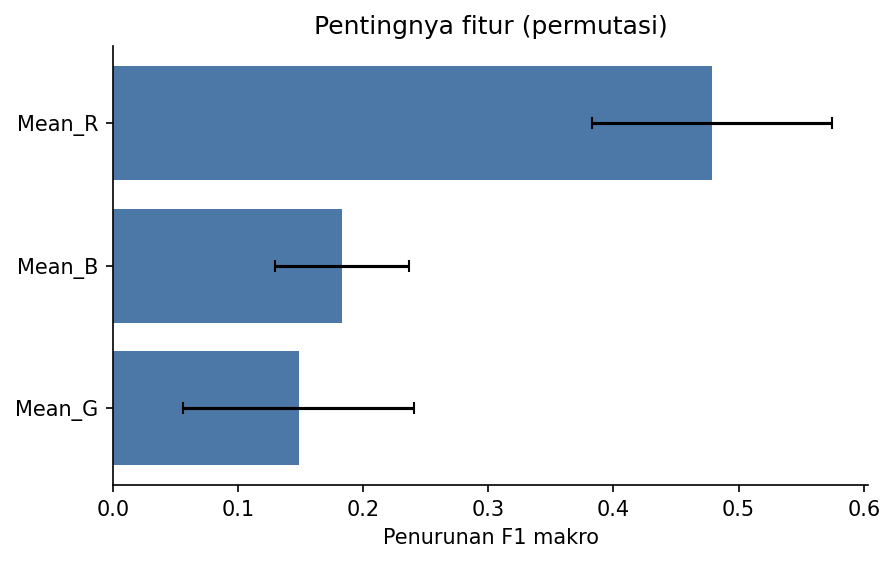 Pentingnya fitur (permutasi)
Mean_R
Mean_B
Mean_G
0.0 0.1 0.2 0.3 0.4 0.5 0.6
Penurunan F1 makro